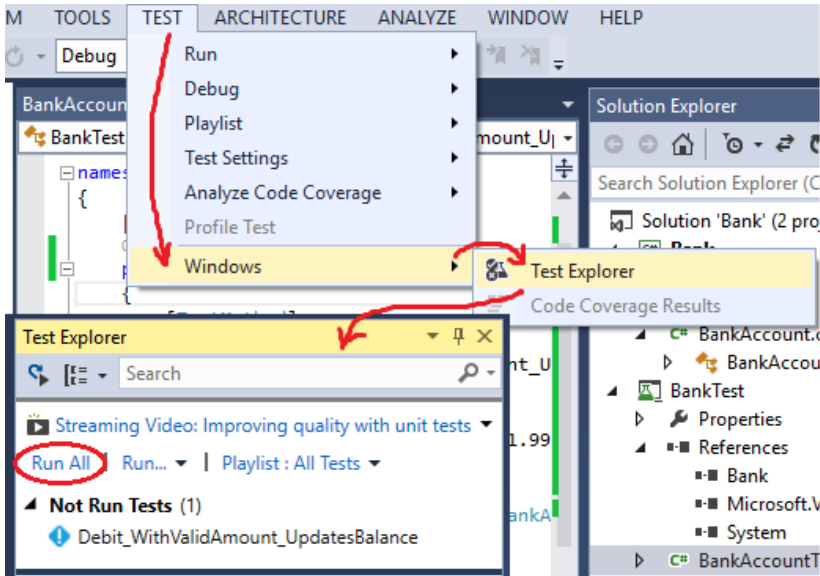 M TOOLS TEST ARCHITECTURE ANALYZE WINDOW HELP
Debug
Run
Debug
Playlist
Test Settings
Analyze Code Coverage
Profile Test
Windows
Test Explorer
Code Coverage Results
BankAccoun
BankTest
mount_U
names
{
{
nt_U
1.99
ankA
Test Explorer
Search
Streaming Video: Improving quality with unit tests
Run All | Run... | Playlist : All Tests
Not Run Tests (1)
Debit_WithValidAmount_UpdatesBalance
Solution Explorer
Search Solution Explorer (C
Solution 'Bank' (2 proj
Bank
C# BankAccount.c
BankAccou
BankTest
Properties
References
Bank
Microsoft.V
System
C# BankAccountT